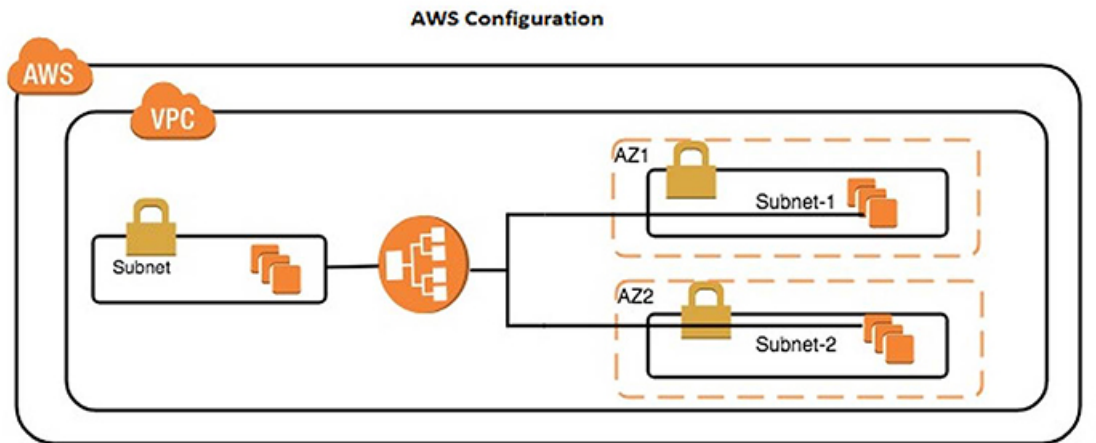 AWS Configuration
AWS
VPC
AZ1
Subnet-1
Subnet
AZ2
Subnet-2